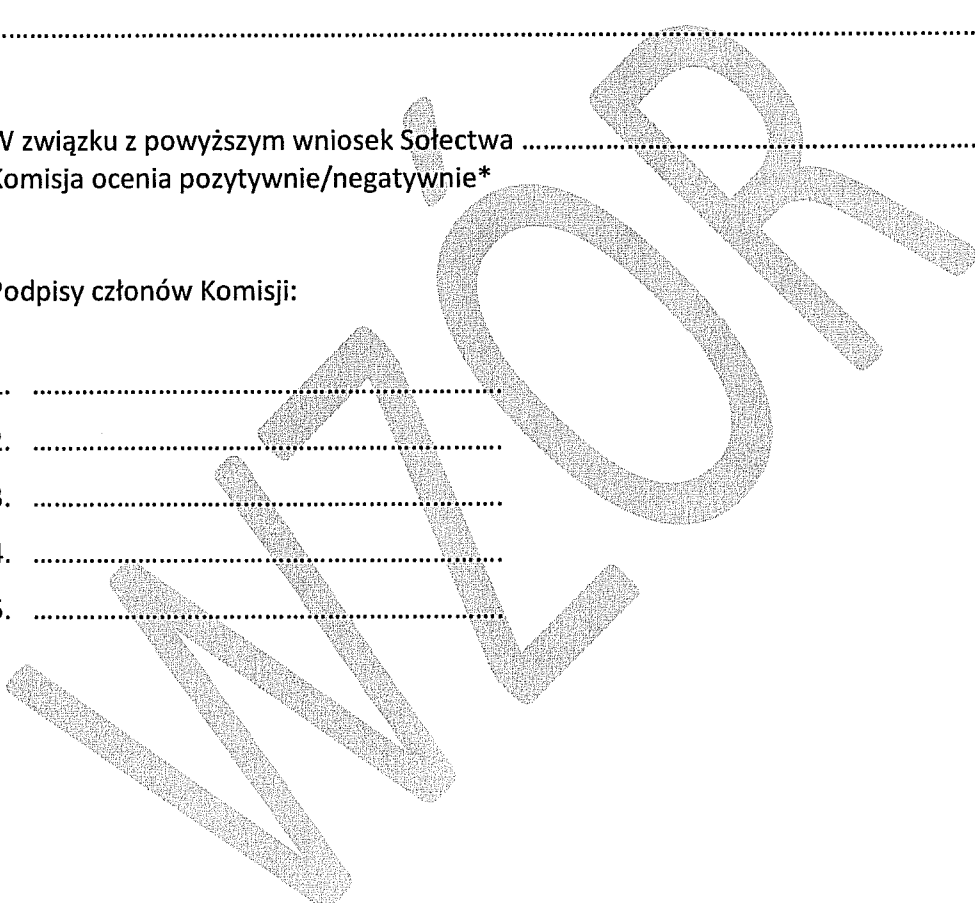 ....................................................................................................
W związku z powyższym wniosek Sołectwa ....................................................
Komisja ocenia pozytywnie/negatywnie*
Podpisy członów Komisji:
1. ............................................................
2. ............................................................
3. ............................................................
4. ............................................................
5. ............................................................
WZÓR